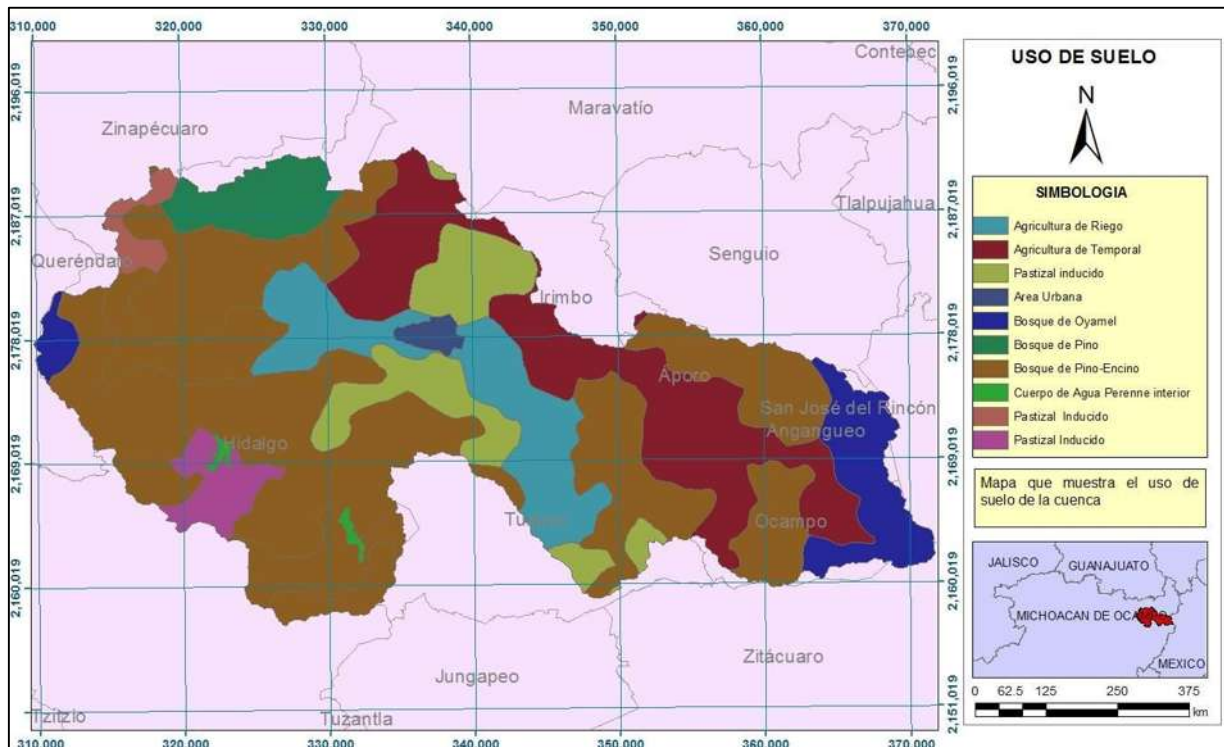 310,000 320,000 330,000 340,000 350,000 360,000 370,000
2,196,019
2,187,019
2,178,019
2,169,019
2,160,019
2,151,019
Contepec
Maravatío
Zinapécuaro
Tlalpujahua
Senguio
Queréndaro
Irimbo
Áporo
San José del Rincón
Angangueo
Hidalgo
Ocampo
Zitácuaro
Jungapeo
Tzitzio
Tuzantla
2,196,019
2,187,019
2,178,019
2,169,019
2,160,019
2,151,019
310,000 320,000 330,000 340,000 350,000 360,000 370,000
USO DE SUELO
N
SIMBOLOGIA
Agricultura de Riego
Agricultura de Temporal
Pastizal inducido
Area Urbana
Bosque de Oyamel
Bosque de Pino
Bosque de Pino-Encino
Cuerpo de Agua Perenne interior
Pastizal Inducido
Pastizal Inducido
Mapa que muestra el uso de
suelo de la cuenca
JALISCO
GUANAJUATO
MICHOACAN DE
MEXICO
0 62.5 125 250 375
km